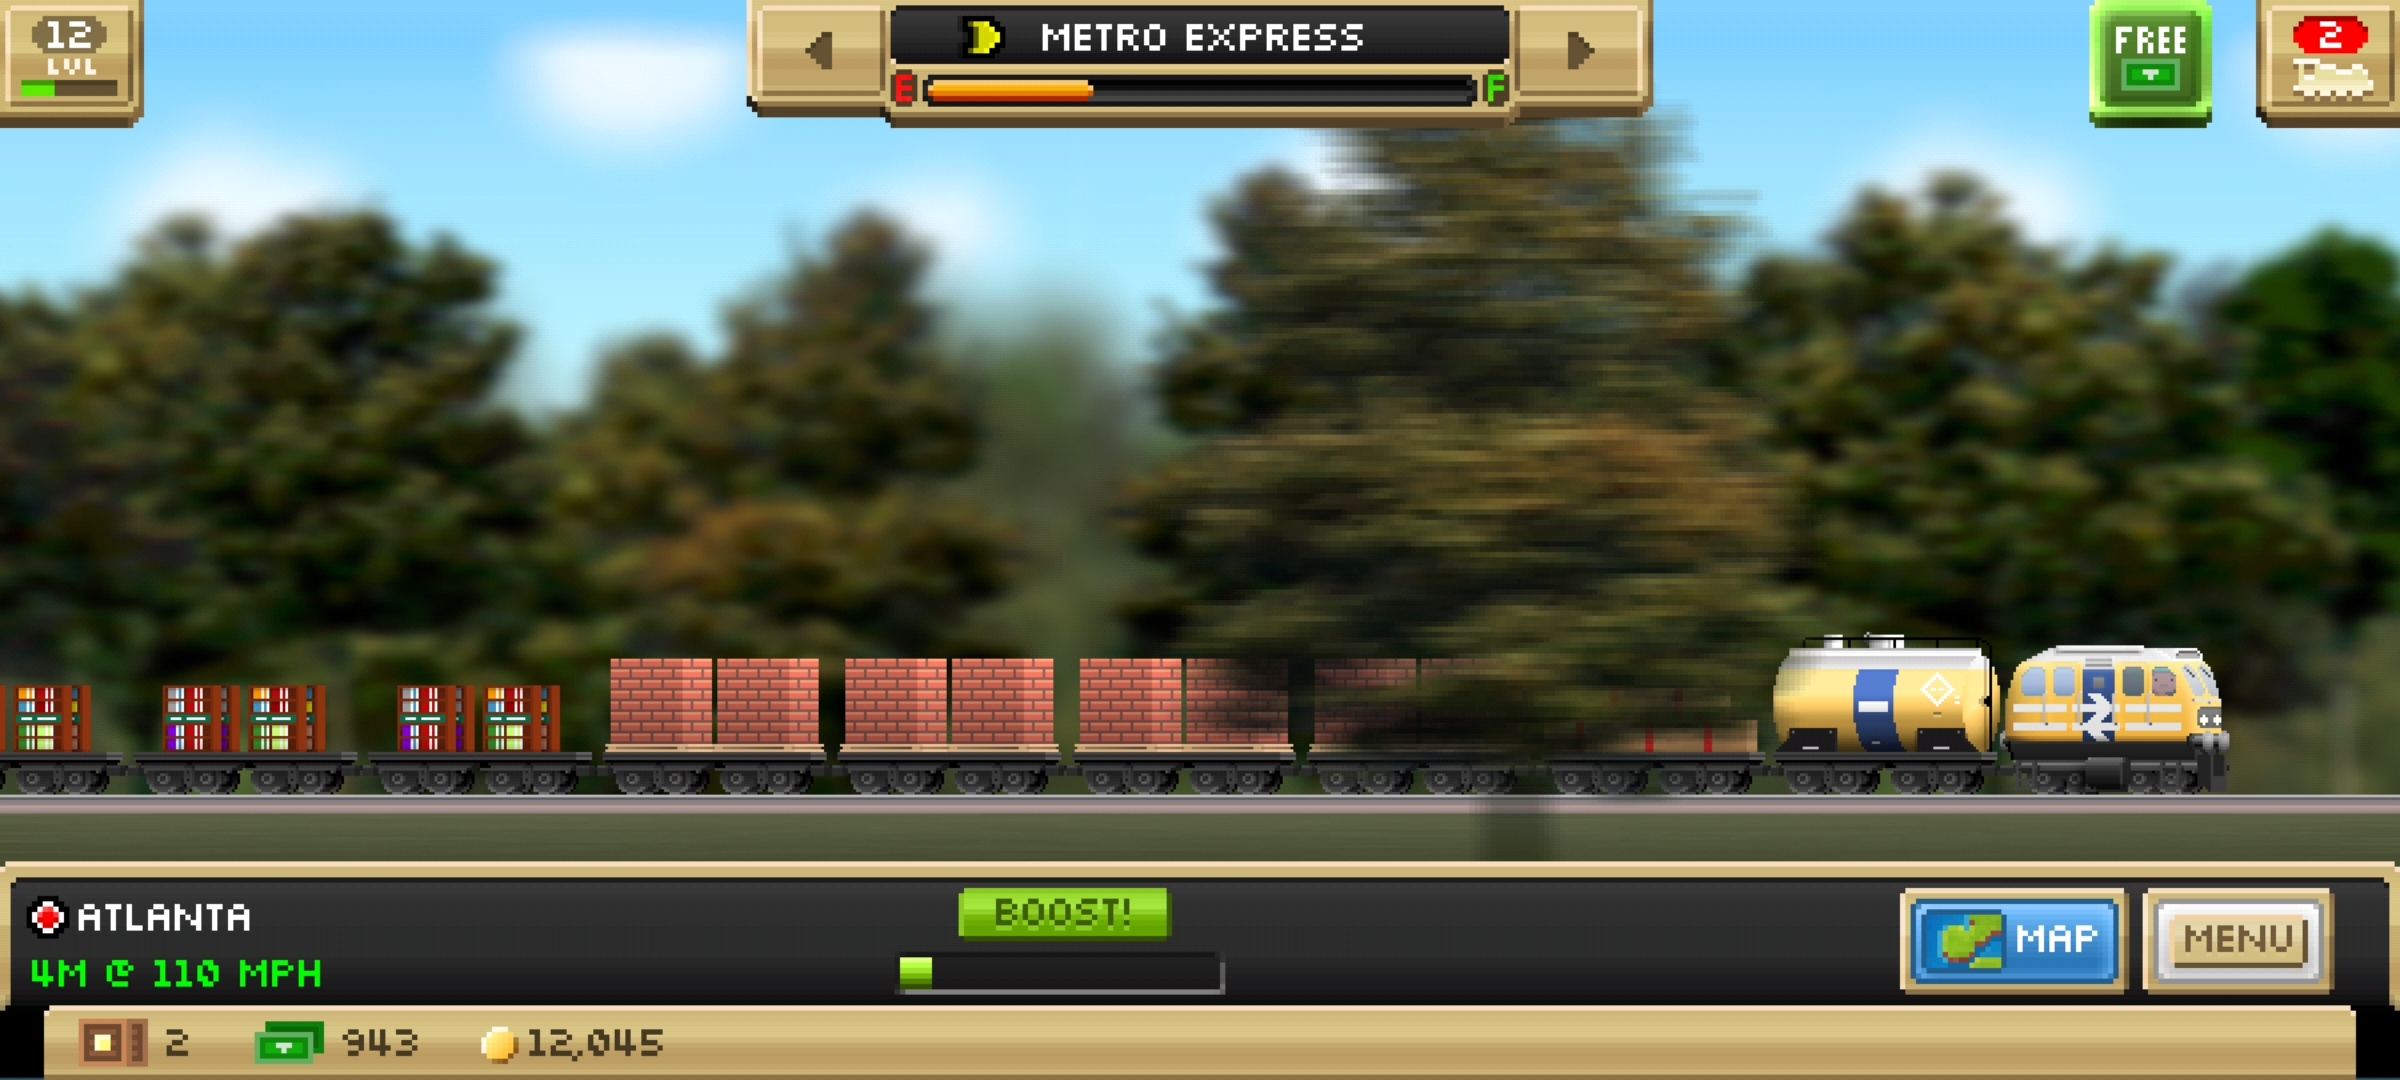 12
LVL
METRO EXPRESS
E F
FREE
2
ATLANTA
4M @ 110 MPH
BOOST!
MAP
MENU
2 943 12,045